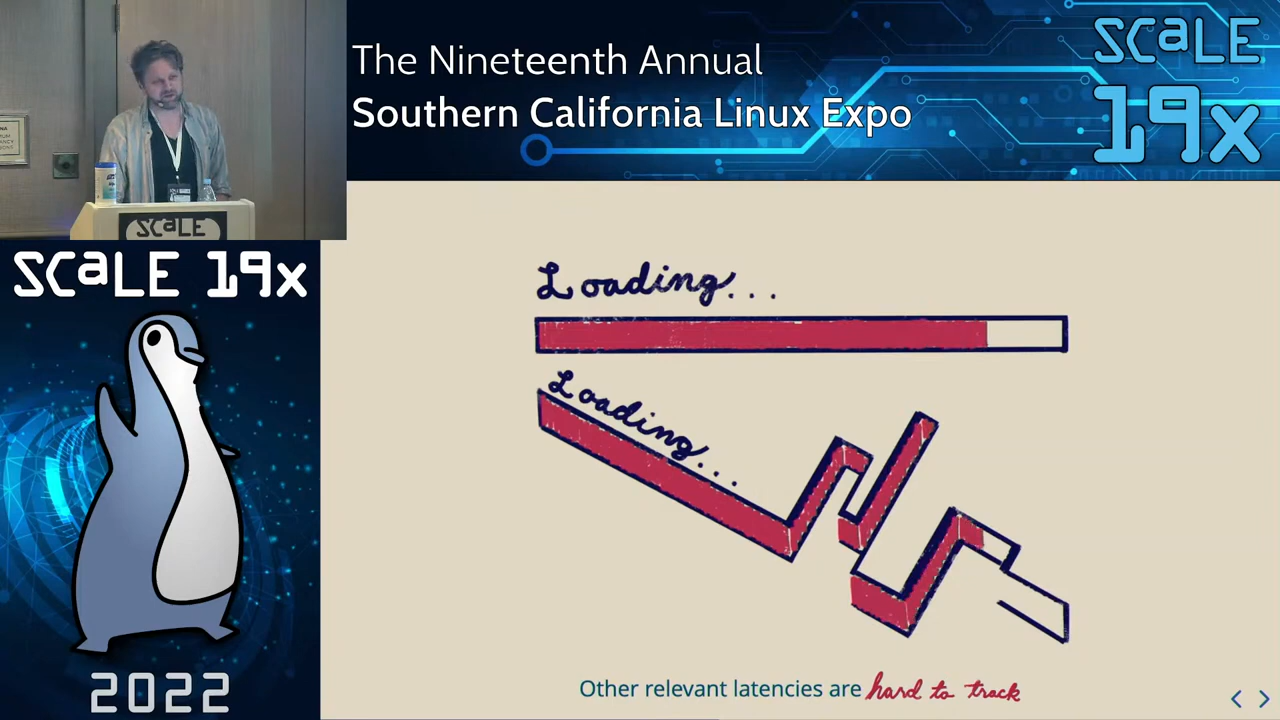 The Nineteenth Annual
Southern California Linux Expo
SCaLE
19x
SCaLE
SCaLE 19x
2022
Loading...
Loading...
Other relevant latencies are hard to track